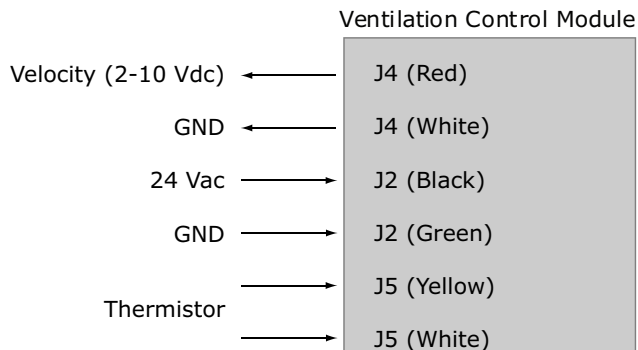 Ventilation Control Module
Velocity (2-10 Vdc) J4 (Red)
GND J4 (White)
24 Vac J2 (Black)
GND J2 (Green)
J5 (Yellow)
Thermistor
J5 (White)